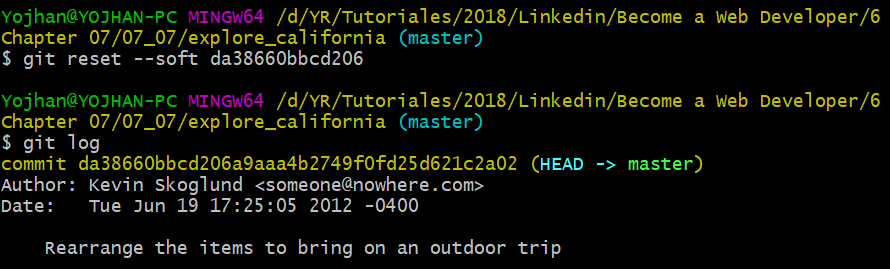 Yojhan@YOJHAN-PC MINGW64 /d/YR/Tutoriales/2018/Linkedin/Become a Web Developer/6
Chapter 07/07_07/explore_california (master)
$ git reset --soft da38660bbcd206
Yojhan@YOJHAN-PC MINGW64 /d/YR/Tutoriales/2018/Linkedin/Become a Web Developer/6
Chapter 07/07_07/explore_california (master)
$ git log
commit da38660bbcd206a9aaa4b2749f0fd25d621c2a02 (HEAD -> master)
Author: Kevin Skoglund <someone@nowhere.com>
Date:   Tue Jun 19 17:25:05 2012 -0400
    Rearrange the items to bring on an outdoor trip